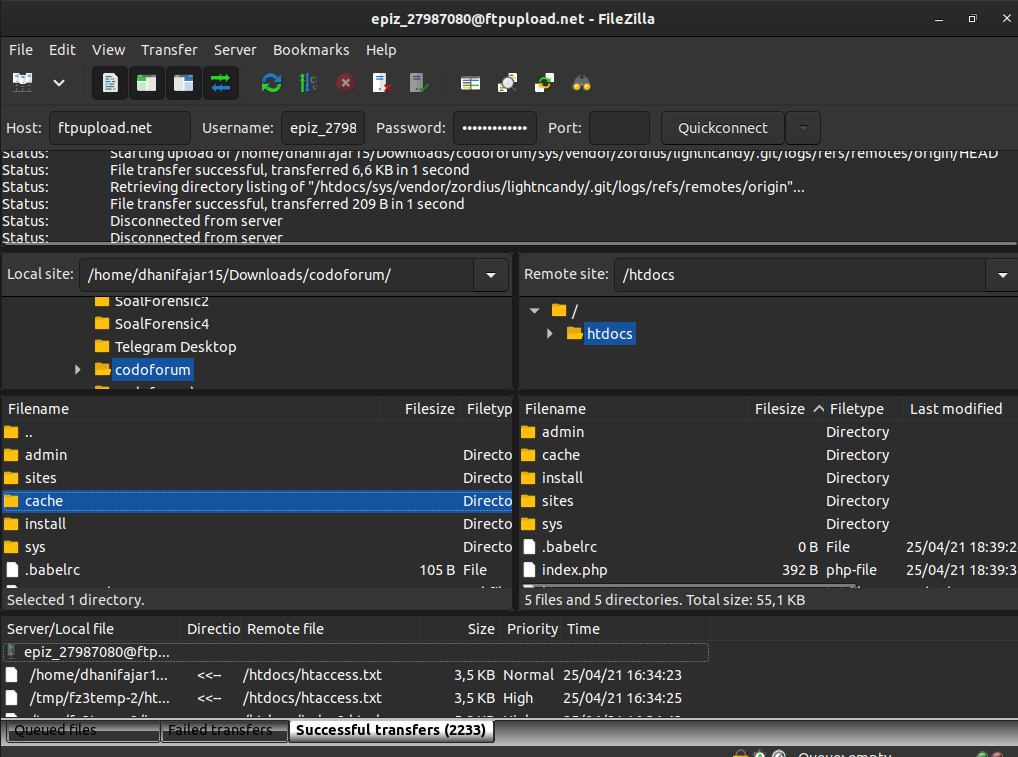 epiz_27987080@ftpupload.net - FileZilla
File Edit View Transfer Server Bookmarks Help
Host: ftpupload.net Username: epiz_2798 Password: ••••••••••••• Port: Quickconnect
Status: Starting upload of /home/dhanifajar15/Downloads/codoforum/sys/vendor/zordius/lightncandy/.git/logs/refs/remotes/origin/HEAD
Status: File transfer successful, transferred 6,6 KB in 1 second
Status: Retrieving directory listing of "/htdocs/sys/vendor/zordius/lightncandy/.git/logs/refs/remotes/origin"...
Status: File transfer successful, transferred 209 B in 1 second
Status: Disconnected from server
Status: Disconnected from server
Local site: /home/dhanifajar15/Downloads/codoforum/
SoalForensic2
SoalForensic4
Telegram Desktop
codoforum
Remote site: /htdocs
/
htdocs
Filename Filesize Filetyp
..
admin Directo
sites Directo
cache Directo
install Directo
sys Directo
.babelrc 105 B File
Selected 1 directory.
Filename Filesize Filetype Last modified
admin Directory
cache Directory
install Directory
sites Directory
sys Directory
.babelrc 0 B File 25/04/21 18:39:2
index.php 392 B php-file 25/04/21 18:39:3
5 files and 5 directories. Total size: 55,1 KB
Server/Local file Directio Remote file Size Priority Time
epiz_27987080@ftp...
/home/dhanifajar1... <<-- /htdocs/htaccess.txt 3,5 KB Normal 25/04/21 16:34:23
/tmp/fz3temp-2/ht... <<-- /htdocs/htaccess.txt 3,5 KB High 25/04/21 16:34:25
Queued files Failed transfers Successful transfers (2233)
Queue: empty